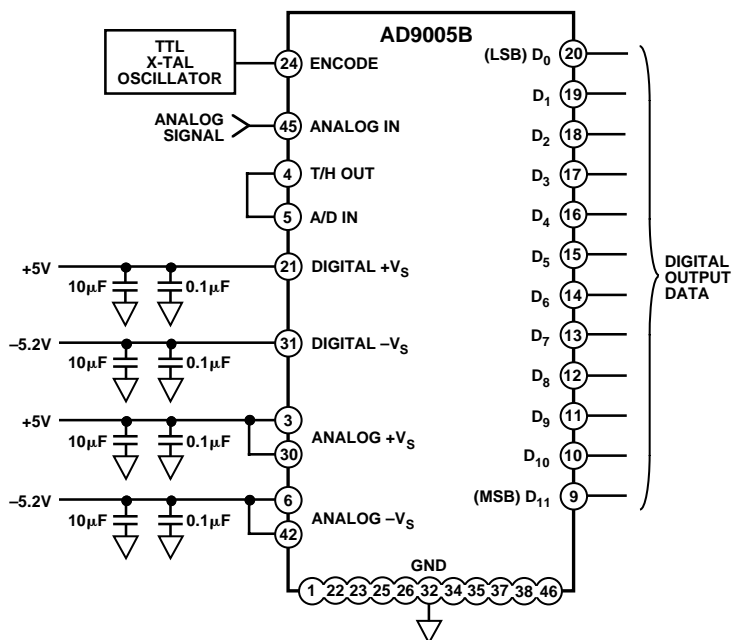 AD9005B
TTL
X-TAL
OSCILLATOR
24 ENCODE
ANALOG
SIGNAL
45 ANALOG IN
4 T/H OUT
5 A/D IN
+5V
10µF
0.1µF
21 DIGITAL +VS
–5.2V
10µF
0.1µF
31 DIGITAL –VS
+5V
10µF
0.1µF
3
30
ANALOG +VS
–5.2V
10µF
0.1µF
6
42
ANALOG –VS
(LSB) D0 20
D1 19
D2 18
D3 17
D4 16
D5 15
D6 14
D7 13
D8 12
D9 11
D10 10
(MSB) D11 9
DIGITAL
OUTPUT
DATA
GND
1 22 23 25 26 32 34 35 37 38 46